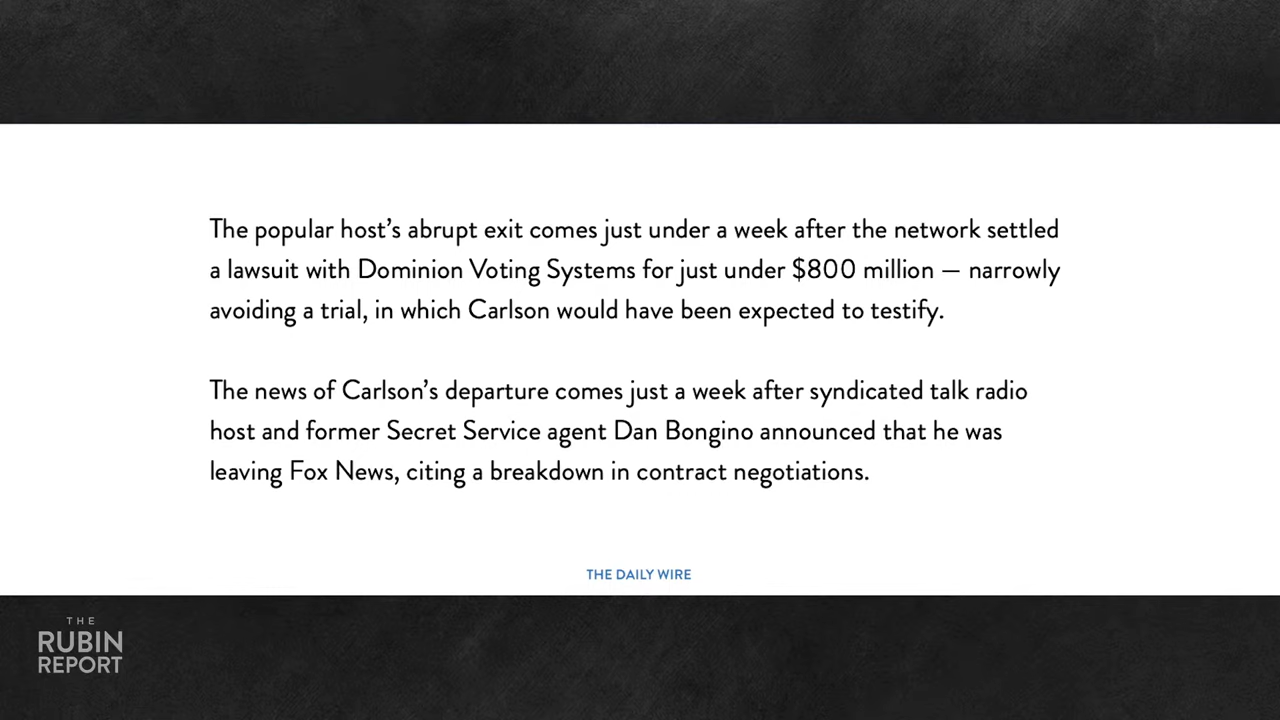 The popular host’s abrupt exit comes just under a week after the network settled
a lawsuit with Dominion Voting Systems for just under $800 million — narrowly
avoiding a trial, in which Carlson would have been expected to testify.
The news of Carlson’s departure comes just a week after syndicated talk radio
host and former Secret Service agent Dan Bongino announced that he was
leaving Fox News, citing a breakdown in contract negotiations.
THE DAILY WIRE
THE
RUBIN
REPORT